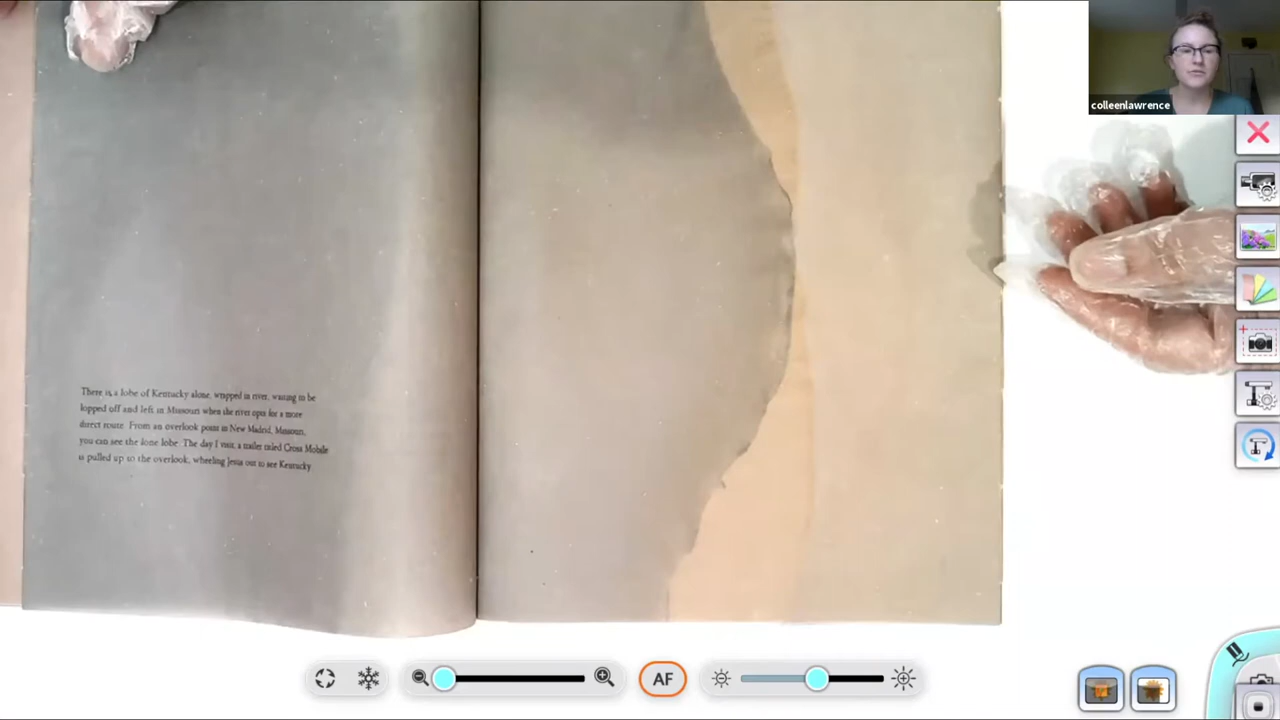 colleenlawrence
There is a lobe of Kentucky alone, wrapped in river, waiting to be
lopped off and left in Missouri when the river opts for a more
direct route. From an overlook point in New Madrid, Missouri,
you can see the lone lobe. The day I visit, a trailer called Cross Mobile
is pulled up to the overlook, wheeling Jesus out to see Kentucky
AF